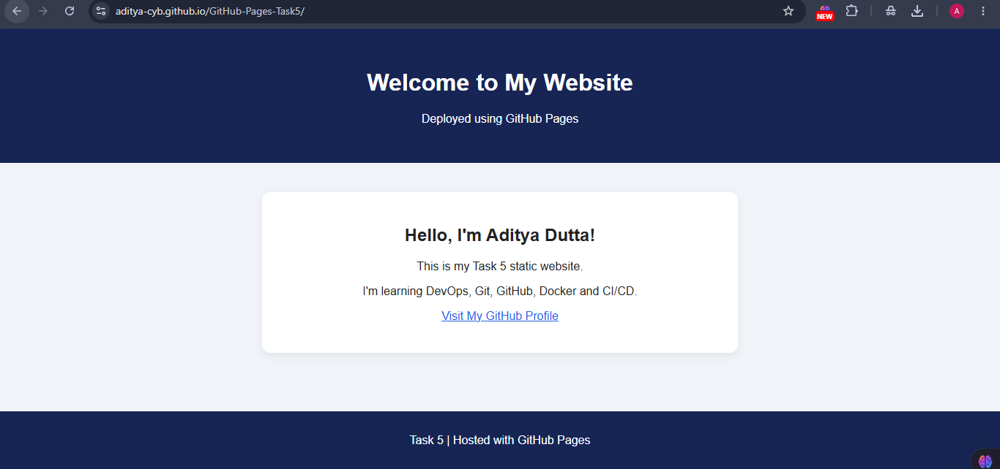 aditya-cyb.github.io/GitHub-Pages-Task5/
NEW
A
Welcome to My Website
Deployed using GitHub Pages
Hello, I'm Aditya Dutta!
This is my Task 5 static website.
I'm learning DevOps, Git, GitHub, Docker and CI/CD.
Visit My GitHub Profile
Task 5 | Hosted with GitHub Pages